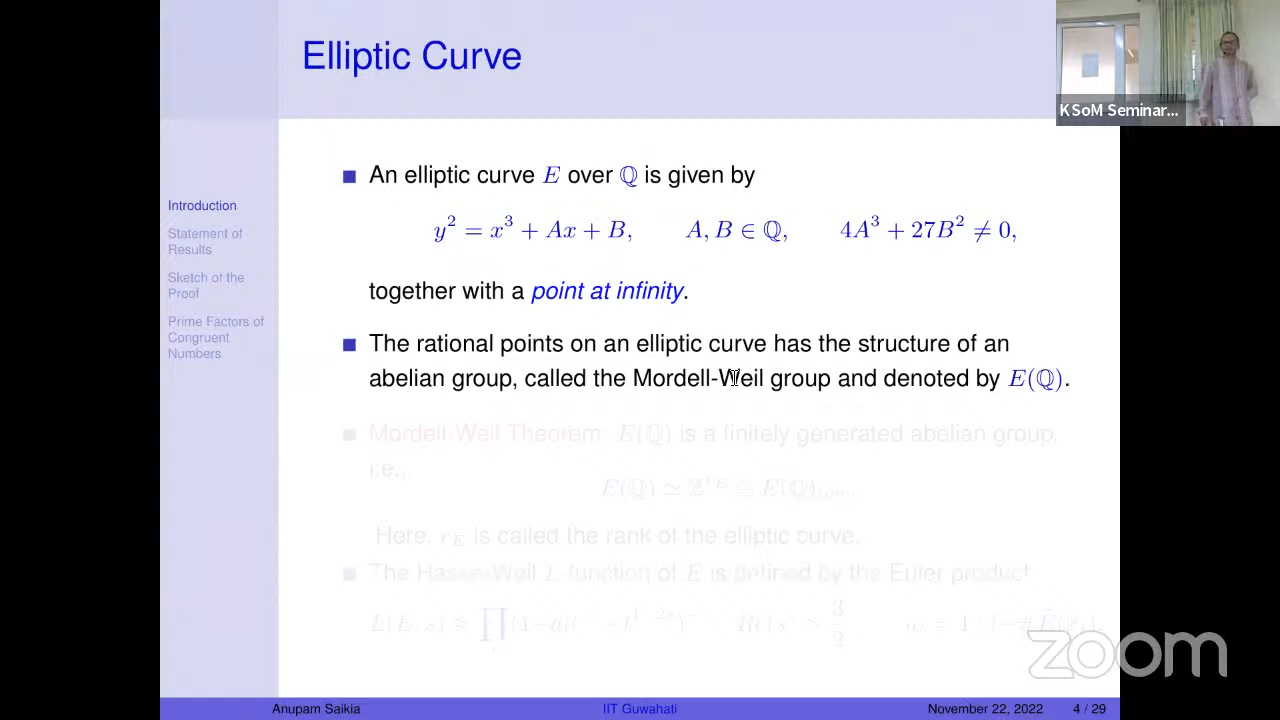 Elliptic Curve
KSoM Seminar...
Introduction
Statement of
Results
Sketch of the
Proof
Prime Factors of
Congruent
Numbers
■ An elliptic curve E over ℚ is given by
y² = x³ + Ax + B, A, B ∈ ℚ, 4A³ + 27B² ≠ 0,
together with a point at infinity.
■ The rational points on an elliptic curve has the structure of an
abelian group, called the Mordell-Weil group and denoted by E(ℚ).
■ Mordell-Weil Theorem: E(ℚ) is a finitely generated abelian group,
i.e.,
E(ℚ) ≃ ℤ^{r_E} ⊕ E(ℚ)_{tor}.
Here, r_E is called the rank of the elliptic curve.
■ The Hasse-Weil L function of E is defined by the Euler product
zoom
Anupam Saikia IIT Guwahati November 22, 2022 4 / 29